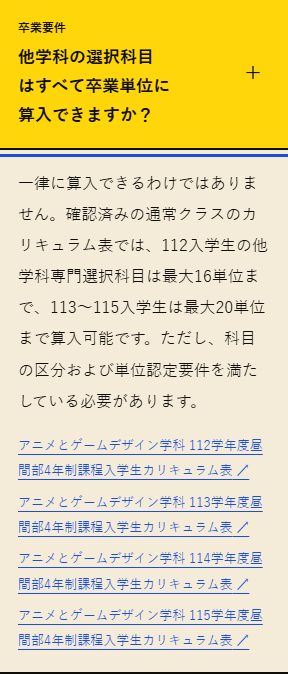 卒業要件
他学科の選択科目
はすべて卒業単位に
算入できますか？
一律に算入できるわけではありま
せん。確認済みの通常クラスのカ
リキュラム表では、112入学生の他
学科専門選択科目は最大16単位ま
で、113～115入学生は最大20単位
まで算入可能です。ただし、科目
の区分および単位認定要件を満た
している必要があります。
アニメとゲームデザイン学科 112学年度昼
間部4年制課程入学生カリキュラム表
アニメとゲームデザイン学科 113学年度昼
間部4年制課程入学生カリキュラム表
アニメとゲームデザイン学科 114学年度昼
間部4年制課程入学生カリキュラム表
アニメとゲームデザイン学科 115学年度昼
間部4年制課程入学生カリキュラム表